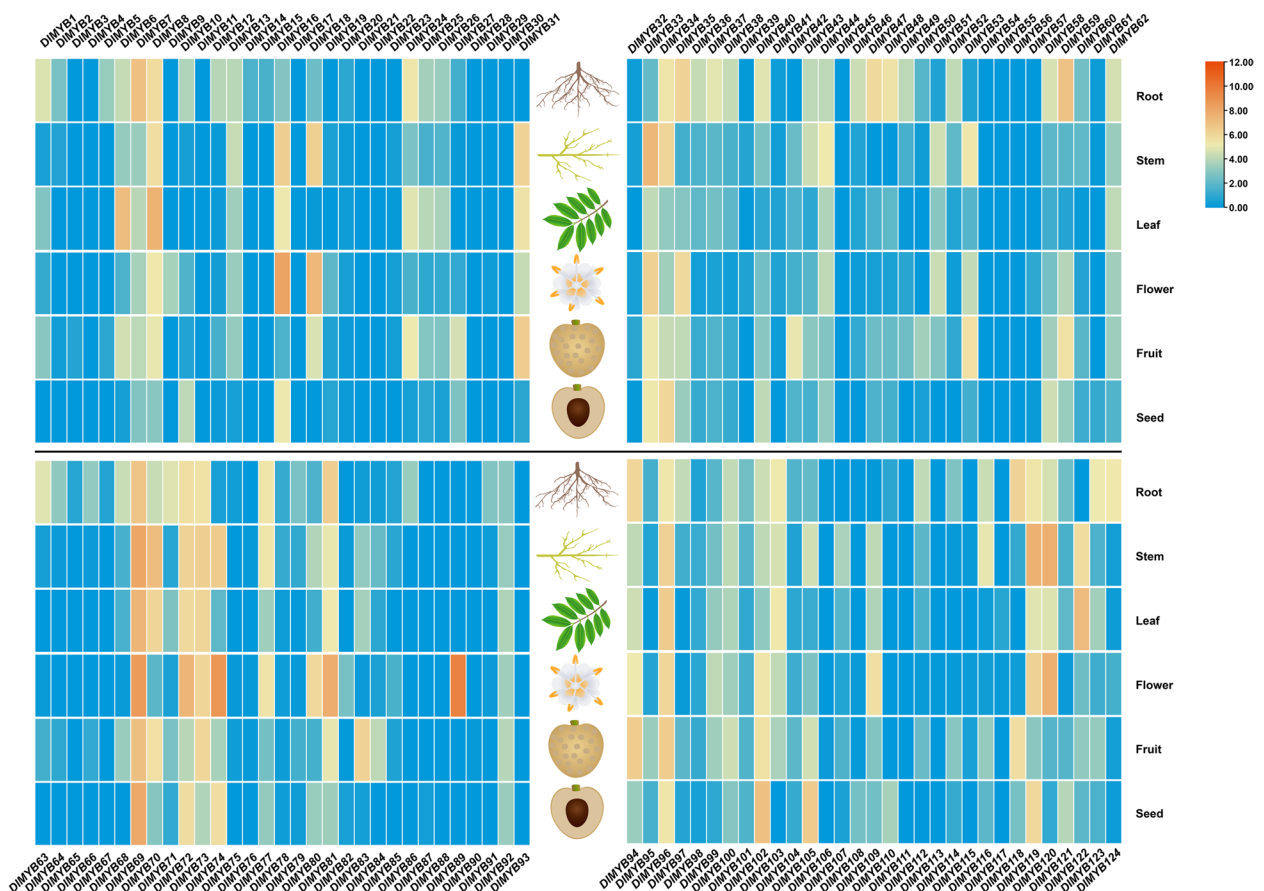 DlMYB1
DlMYB2
DlMYB3
DlMYB4
DlMYB5
DlMYB6
DlMYB7
DlMYB8
DlMYB9
DlMYB10
DlMYB11
DlMYB12
DlMYB13
DlMYB14
DlMYB15
DlMYB16
DlMYB17
DlMYB18
DlMYB19
DlMYB20
DlMYB21
DlMYB22
DlMYB23
DlMYB24
DlMYB25
DlMYB26
DlMYB27
DlMYB28
DlMYB29
DlMYB30
DlMYB31
DlMYB32
DlMYB33
DlMYB34
DlMYB35
DlMYB36
DlMYB37
DlMYB38
DlMYB39
DlMYB40
DlMYB41
DlMYB42
DlMYB43
DlMYB44
DlMYB45
DlMYB46
DlMYB47
DlMYB48
DlMYB49
DlMYB50
DlMYB51
DlMYB52
DlMYB53
DlMYB54
DlMYB55
DlMYB56
DlMYB57
DlMYB58
DlMYB59
DlMYB60
DlMYB61
DlMYB62
12.00
10.00
8.00
6.00
4.00
2.00
0.00
Root
Stem
Leaf
Flower
Fruit
Seed
Root
Stem
Leaf
Flower
Fruit
Seed
DlMYB63
DlMYB64
DlMYB65
DlMYB66
DlMYB67
DlMYB68
DlMYB69
DlMYB70
DlMYB71
DlMYB72
DlMYB73
DlMYB74
DlMYB75
DlMYB76
DlMYB77
DlMYB78
DlMYB79
DlMYB80
DlMYB81
DlMYB82
DlMYB83
DlMYB84
DlMYB85
DlMYB86
DlMYB87
DlMYB88
DlMYB89
DlMYB90
DlMYB91
DlMYB92
DlMYB93
DlMYB94
DlMYB95
DlMYB96
DlMYB97
DlMYB98
DlMYB99
DlMYB100
DlMYB101
DlMYB102
DlMYB103
DlMYB104
DlMYB105
DlMYB106
DlMYB107
DlMYB108
DlMYB109
DlMYB110
DlMYB111
DlMYB112
DlMYB113
DlMYB114
DlMYB115
DlMYB116
DlMYB117
DlMYB118
DlMYB119
DlMYB120
DlMYB121
DlMYB122
DlMYB123
DlMYB124